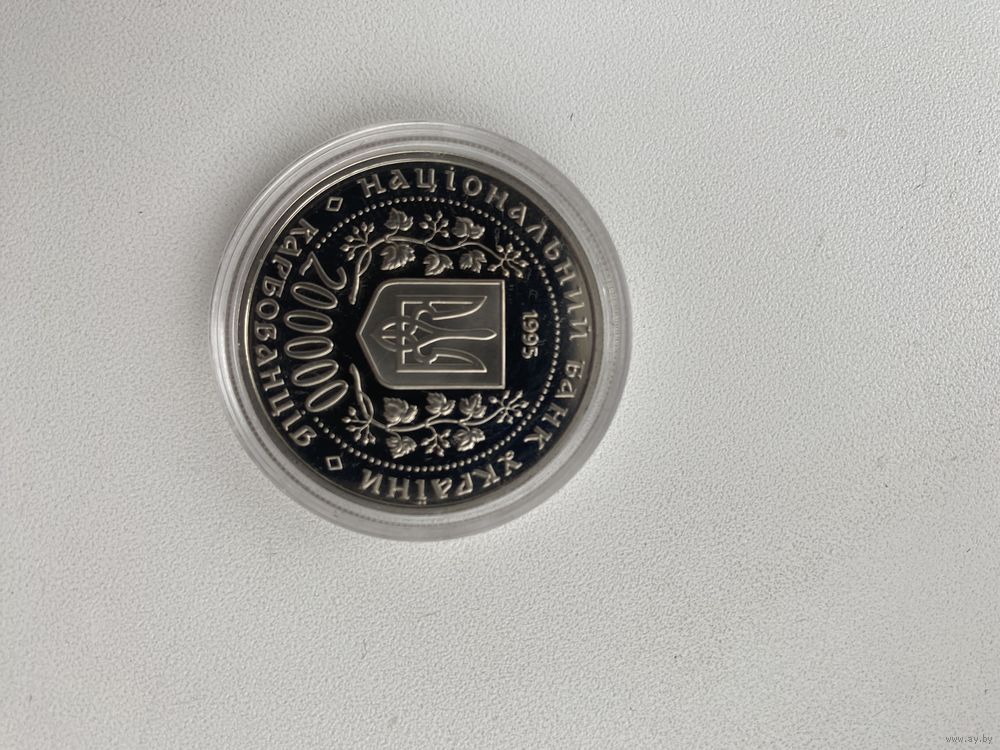 НАЦІОНАЛЬНИЙ БАНК УКРАЇНИ
1995
200000
КАРБОВАНЦІВ
www.ay.by